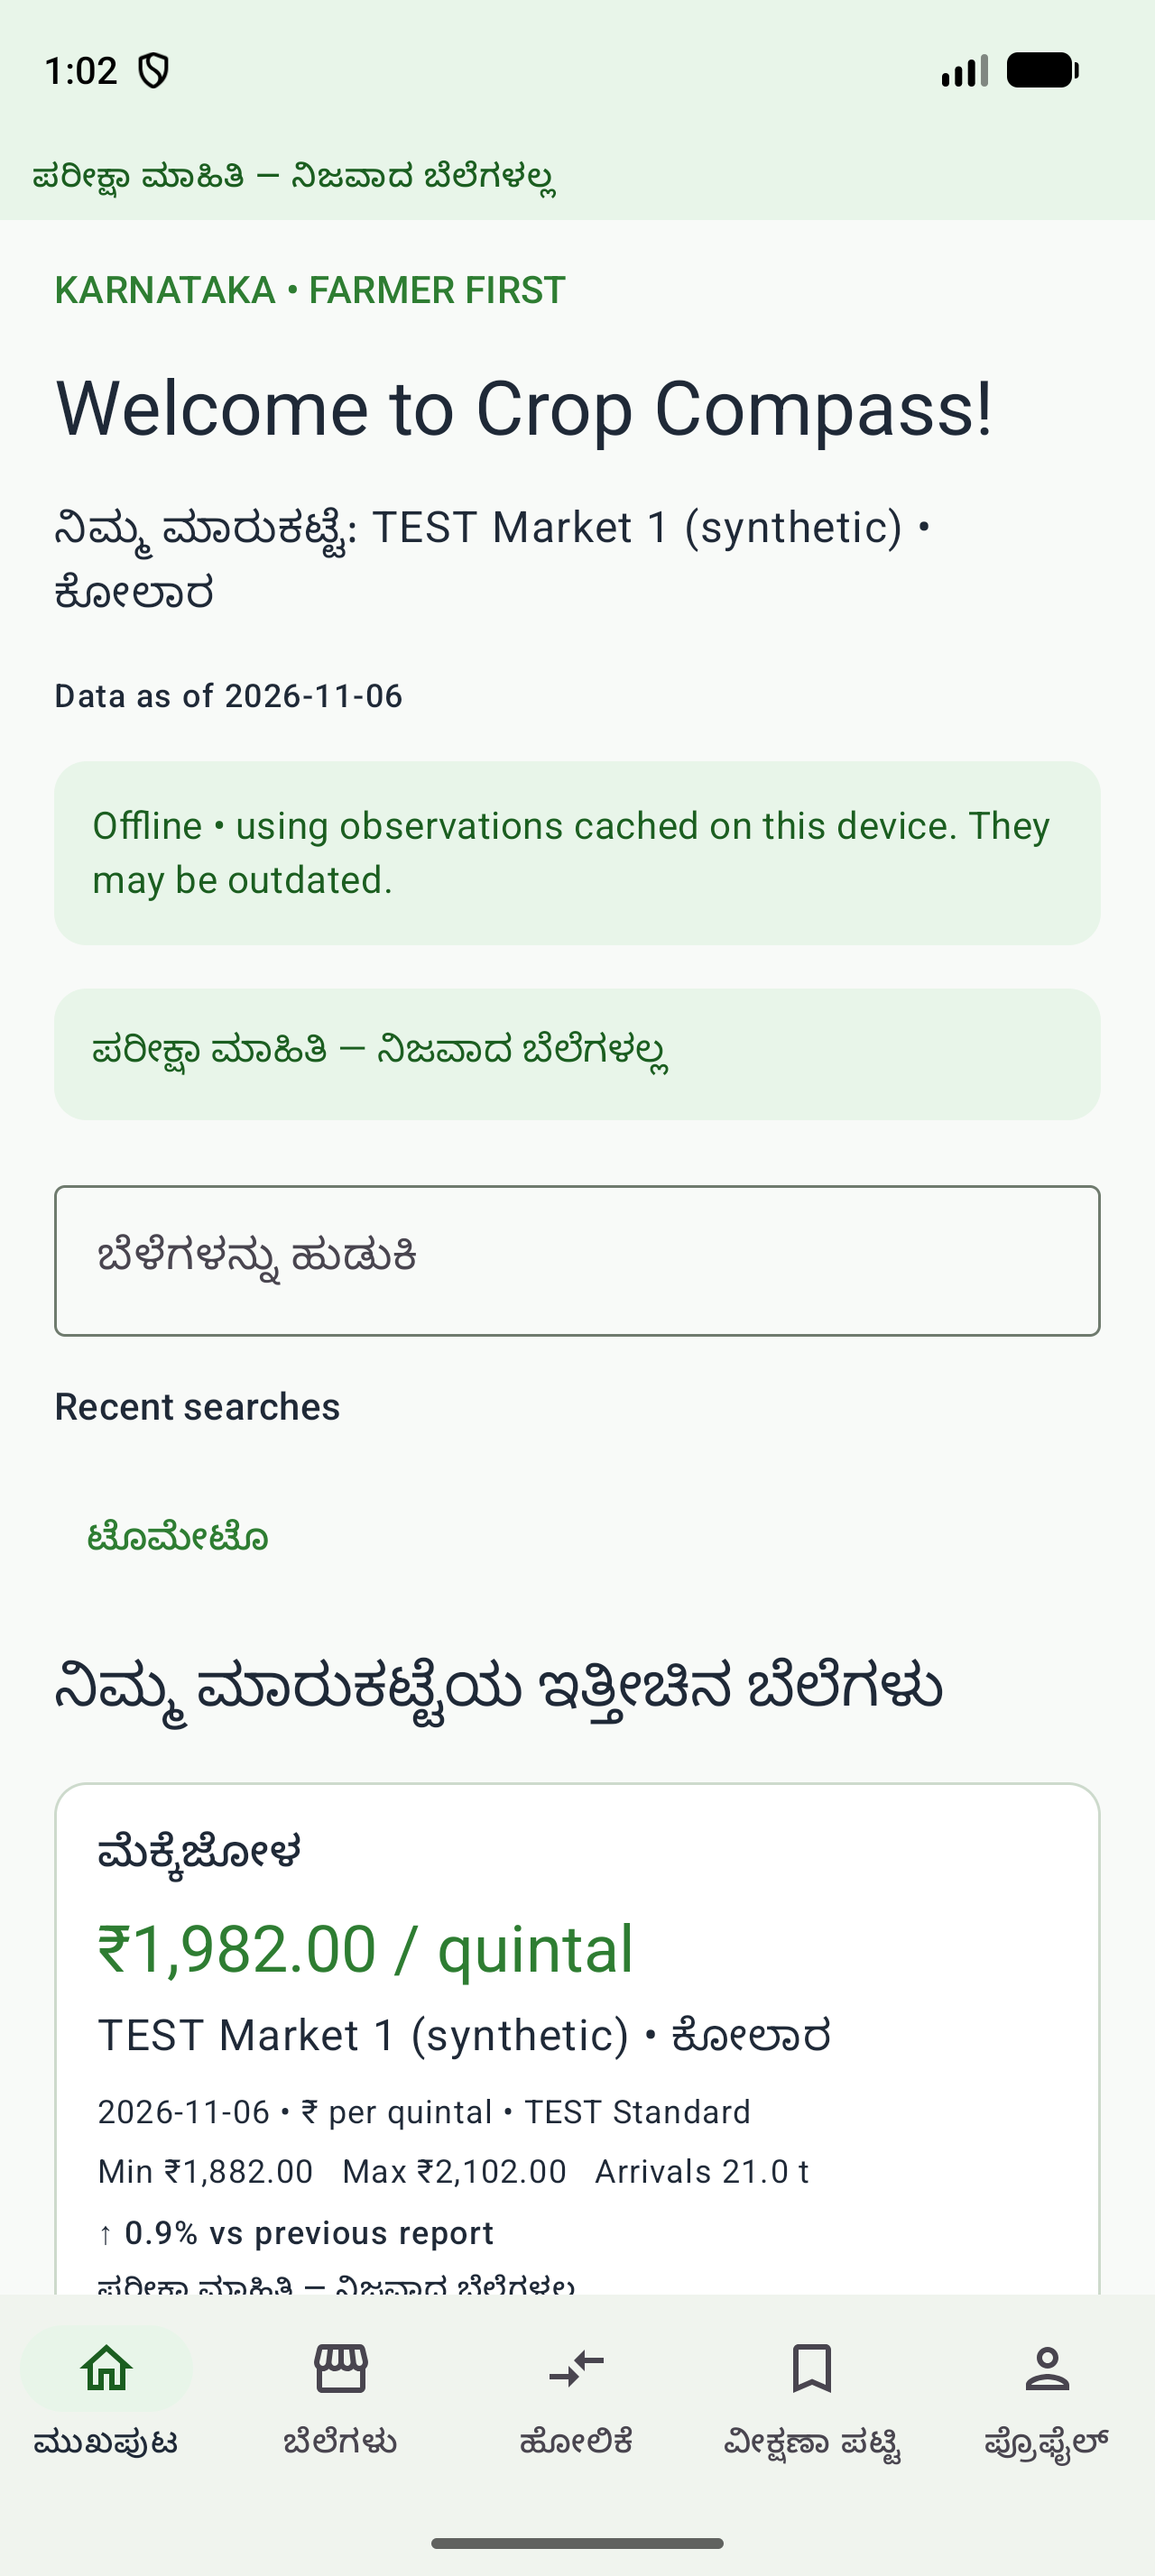 1:02
ಪರೀಕ್ಷಾ ಮಾಹಿತಿ — ನಿಜವಾದ ಬೆಲೆಗಳಲ್ಲ
KARNATAKA • FARMER FIRST
Welcome to Crop Compass!
ನಿಮ್ಮ ಮಾರುಕಟ್ಟೆ: TEST Market 1 (synthetic) •
ಕೋಲಾರ
Data as of 2026-11-06
Offline • using observations cached on this device. They
may be outdated.
ಪರೀಕ್ಷಾ ಮಾಹಿತಿ — ನಿಜವಾದ ಬೆಲೆಗಳಲ್ಲ
ಬೆಳೆಗಳನ್ನು ಹುಡುಕಿ
Recent searches
ಟೊಮೇಟೊ
ನಿಮ್ಮ ಮಾರುಕಟ್ಟೆಯ ಇತ್ತೀಚಿನ ಬೆಲೆಗಳು
ಮೆಕ್ಕೆಜೋಳ
₹1,982.00 / quintal
TEST Market 1 (synthetic) • ಕೋಲಾರ
2026-11-06 • ₹ per quintal • TEST Standard
Min ₹1,882.00 Max ₹2,102.00 Arrivals 21.0 t
↑ 0.9% vs previous report
ಪರೀಕ್ಷಾ ಮಾಹಿತಿ — ನಿಜವಾದ ಬೆಲೆಗಳಲ್ಲ
ಮುಖಪುಟ ಬೆಲೆಗಳು ಹೋಲಿಕೆ ವೀಕ್ಷಣಾ ಪಟ್ಟಿ ಪ್ರೊಫೈಲ್